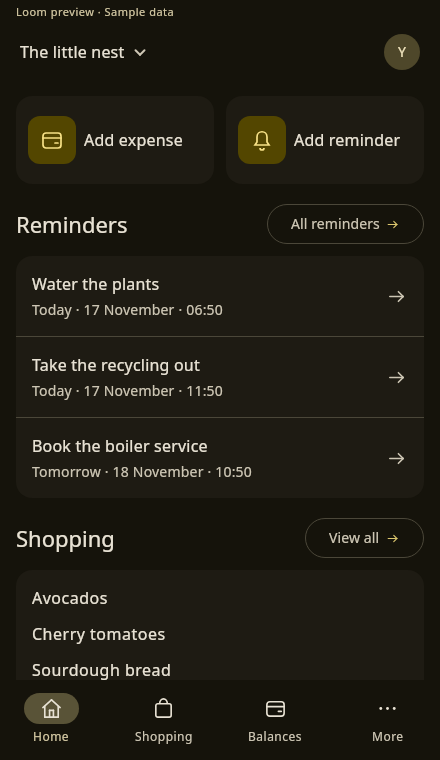 Loom preview · Sample data
The little nest
Y
Add expense
Add reminder
Reminders
All reminders →
Water the plants
Today · 17 November · 06:50
Take the recycling out
Today · 17 November · 11:50
Book the boiler service
Tomorrow · 18 November · 10:50
Shopping
View all →
Avocados
Cherry tomatoes
Sourdough bread
Home
Shopping
Balances
More